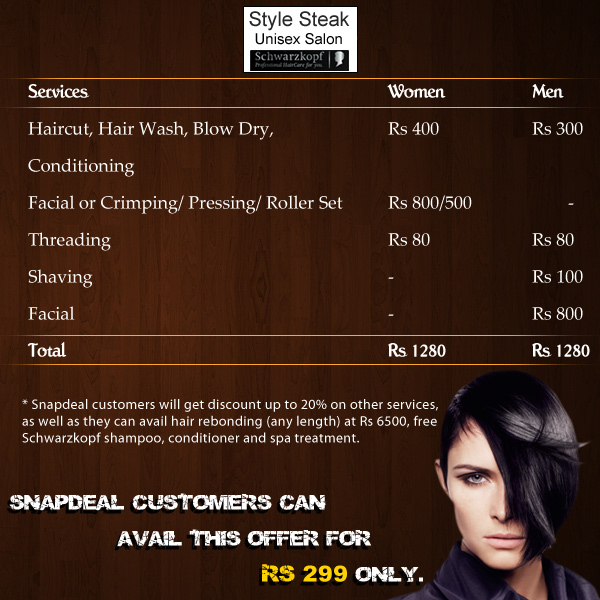 Style Steak
Unisex Salon
Schwarzkopf
Professional HairCare for you.
Services Women Men
Haircut, Hair Wash, Blow Dry, Rs 400 Rs 300
Conditioning
Facial or Crimping/ Pressing/ Roller Set Rs 800/500 -
Threading Rs 80 Rs 80
Shaving - Rs 100
Facial - Rs 800
Total Rs 1280 Rs 1280
* Snapdeal customers will get discount up to 20% on other services,
as well as they can avail hair rebonding (any length) at Rs 6500, free
Schwarzkopf shampoo, conditioner and spa treatment.
SNAPDEAL CUSTOMERS CAN
AVAIL THIS OFFER FOR
RS 299 ONLY.